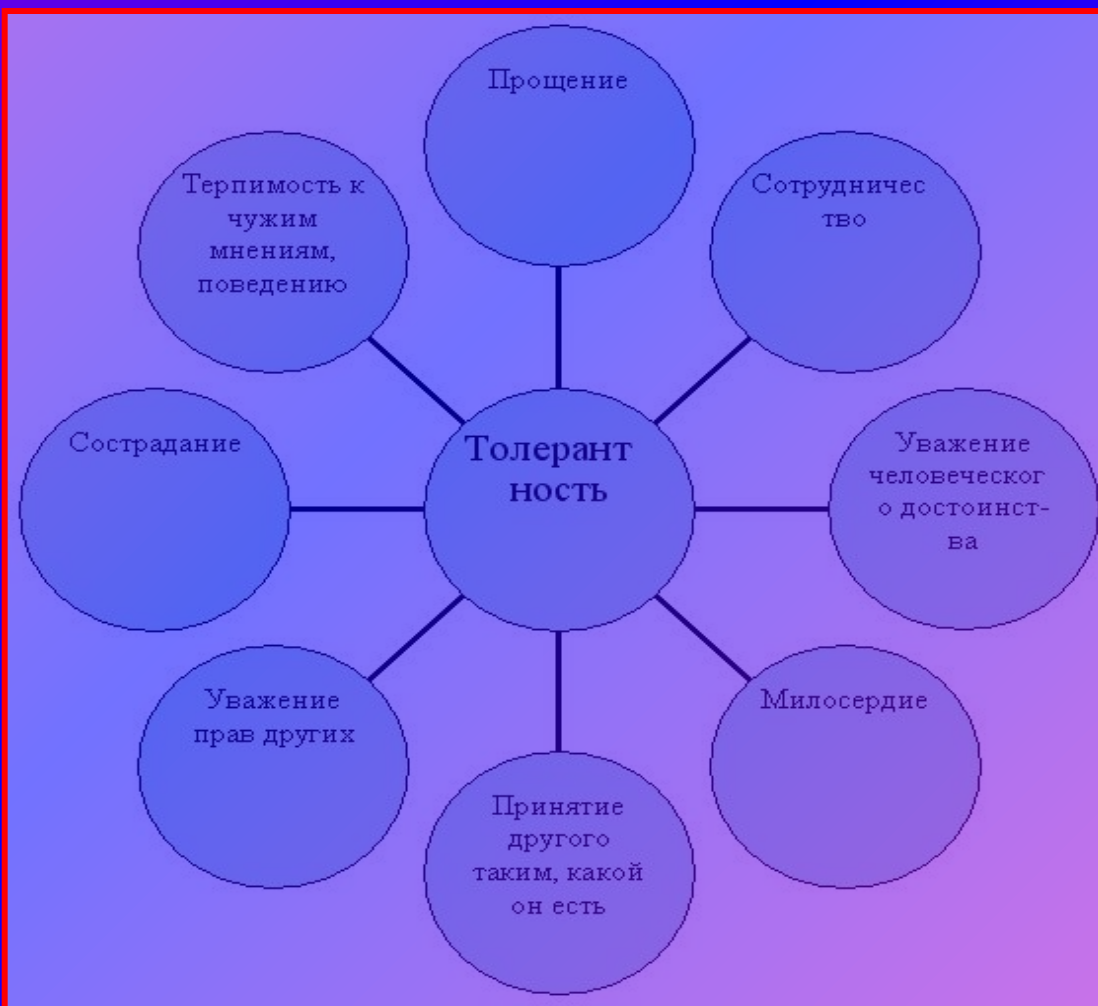 Прощение
Терпимость к
чужим
мнениям,
поведению
Сотрудничес
тво
Сострадание
Толерант
ность
Уважение
человеческог
о достоинст-
ва
Уважение
прав других
Милосердие
Принятие
другого
таким, какой
он есть